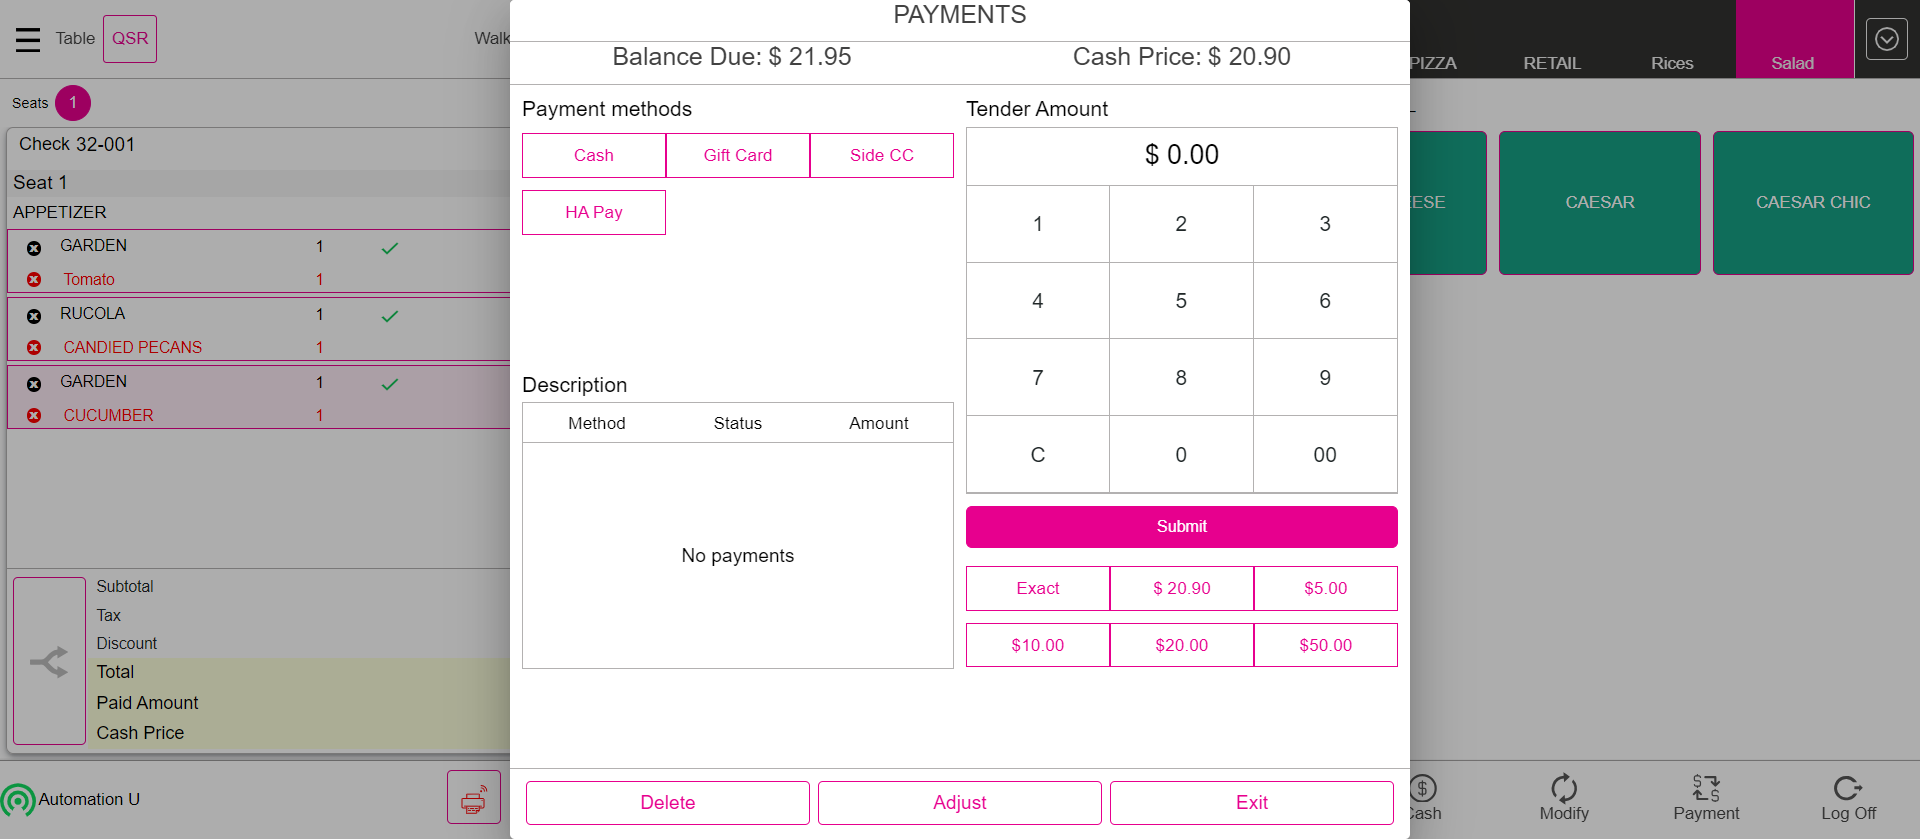 Table QSR
Walk
Seats 1
Check 32-001
Seat 1
APPETIZER
GARDEN 1
Tomato 1
RUCOLA 1
CANDIED PECANS 1
GARDEN 1
CUCUMBER 1
Subtotal
Tax
Discount
Total
Paid Amount
Cash Price
Automation U
PAYMENTS
Balance Due: $ 21.95 Cash Price: $ 20.90
Payment methods
Cash Gift Card Side CC
HA Pay
Description
Method Status Amount
No payments
Tender Amount
$ 0.00
1 2 3
4 5 6
7 8 9
C 0 00
Submit
Exact $ 20.90 $5.00
$10.00 $20.00 $50.00
Delete Adjust Exit
PIZZA RETAIL Rices Salad
EESE CAESAR CAESAR CHIC
$ $ $
Cash Modify Payment Log Off